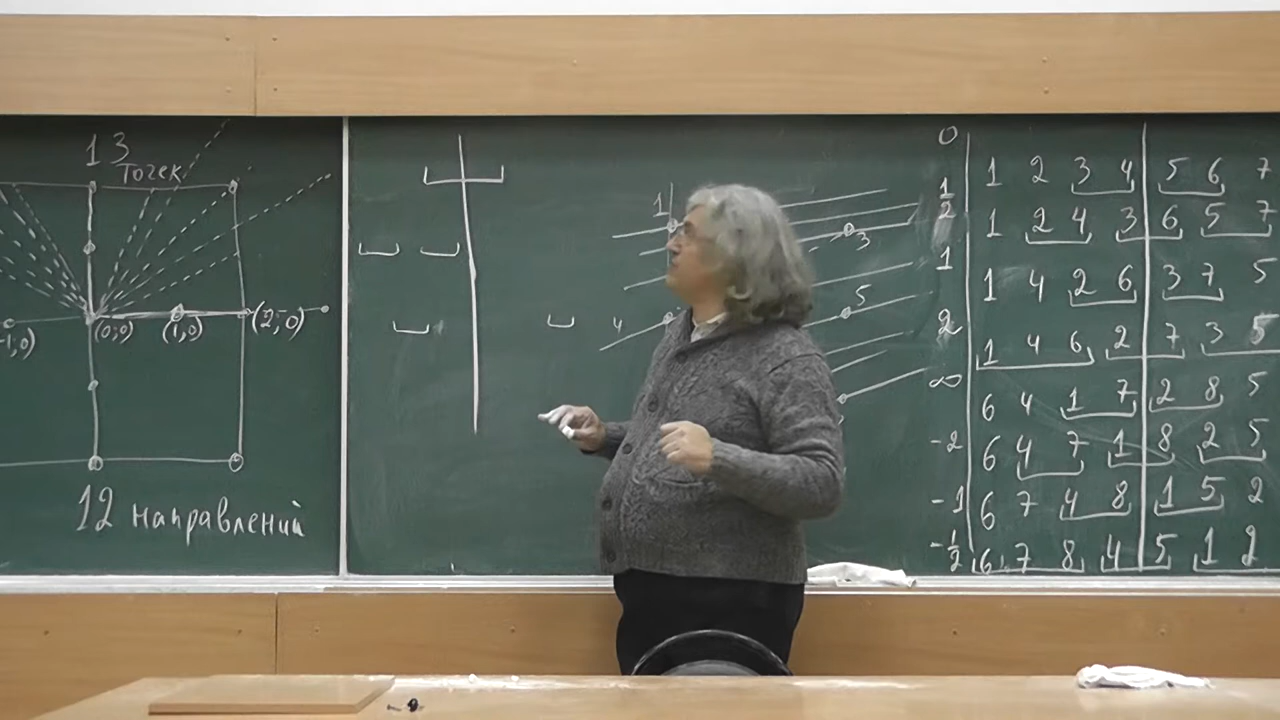 13
точек
-1;0)
(0;0)
(1;0)
(2;0)
12 направлений
1
3
4
5
0
1 2 3 4 5 6 7
1/2
1 2 4 3 6 5 7
1
1 4 2 6 3 7 5
2
1 4 6 2 7 3 5
∞
6 4 1 7 2 8 5
-2
6 4 7 1 8 2 5
-1
6 7 4 8 1 5 2
-1/2
6 7 8 4 5 1 2